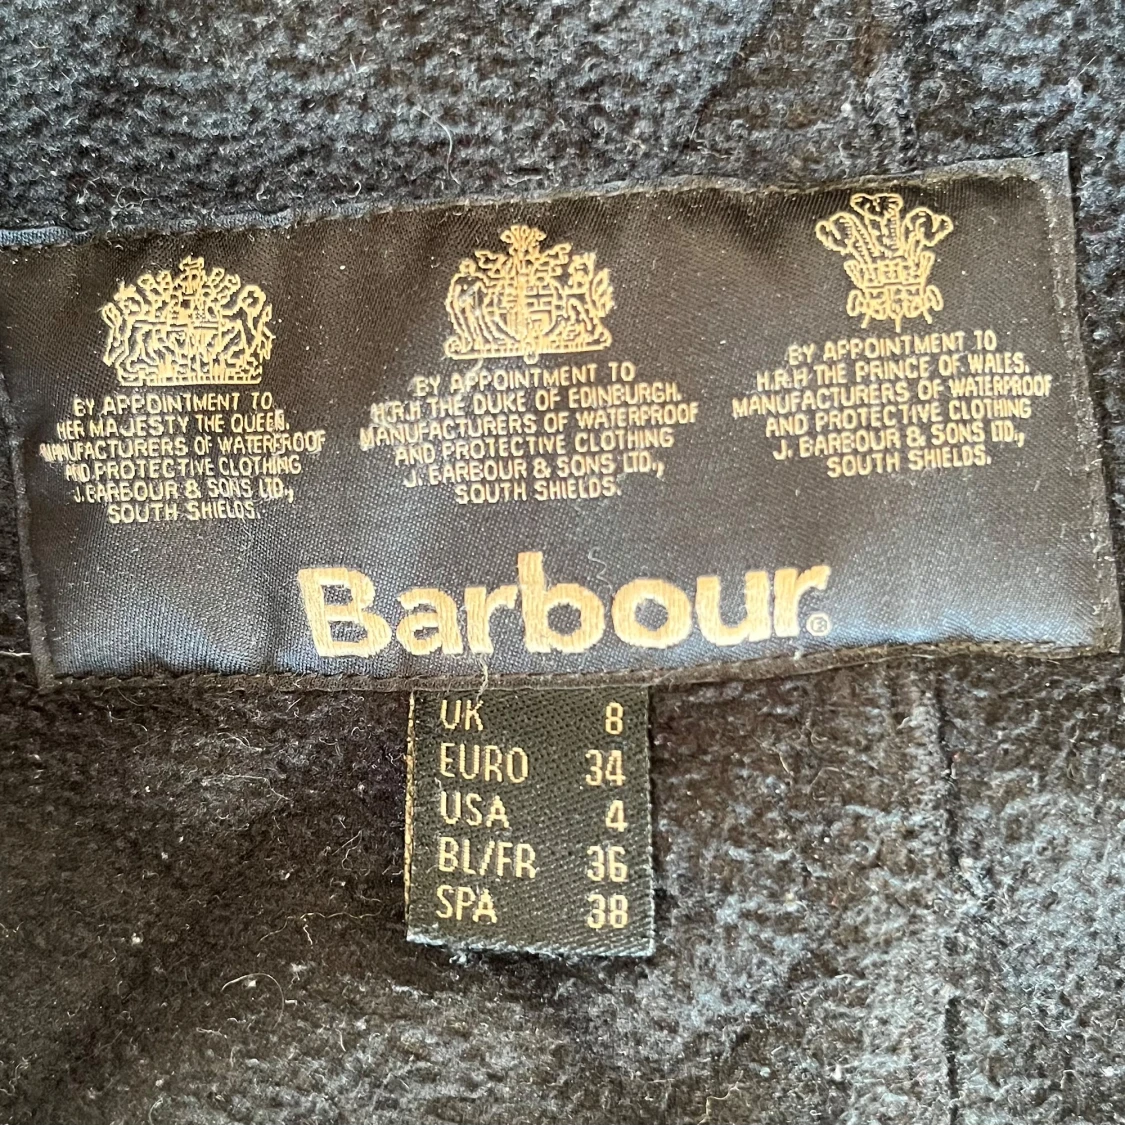 BY APPOINTMENT TO
HER MAJESTY THE QUEEN.
MANUFACTURERS OF WATERPROOF
AND PROTECTIVE CLOTHING
J. BARBOUR & SONS LTD.,
SOUTH SHIELDS.
BY APPOINTMENT TO
H.R.H THE DUKE OF EDINBURGH.
MANUFACTURERS OF WATERPROOF
AND PROTECTIVE CLOTHING
J. BARBOUR & SONS LTD.,
SOUTH SHIELDS.
BY APPOINTMENT TO
H.R.H THE PRINCE OF WALES.
MANUFACTURERS OF WATERPROOF
AND PROTECTIVE CLOTHING
J. BARBOUR & SONS LTD.,
SOUTH SHIELDS.
Barbour®
UK 8
EURO 34
USA 4
BL/FR 36
SPA 38